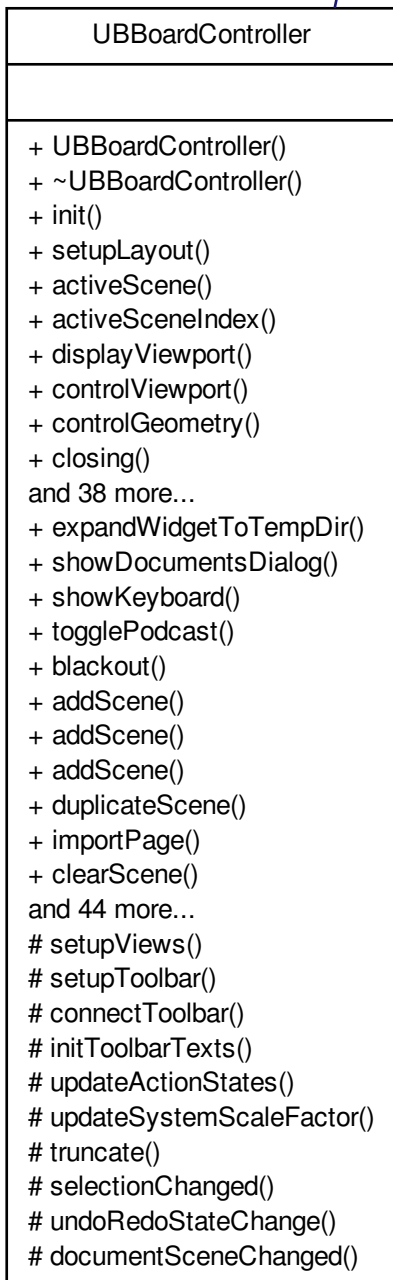 UBBoardController
+ UBBoardController()
+ ~UBBoardController()
+ init()
+ setupLayout()
+ activeScene()
+ activeSceneIndex()
+ displayViewport()
+ controlViewport()
+ controlGeometry()
+ closing()
and 38 more...
+ expandWidgetToTempDir()
+ showDocumentsDialog()
+ showKeyboard()
+ togglePodcast()
+ blackout()
+ addScene()
+ addScene()
+ addScene()
+ duplicateScene()
+ importPage()
+ clearScene()
and 44 more...
# setupViews()
# setupToolbar()
# connectToolbar()
# initToolbarTexts()
# updateActionStates()
# updateSystemScaleFactor()
# truncate()
# selectionChanged()
# undoRedoStateChange()
# documentSceneChanged()